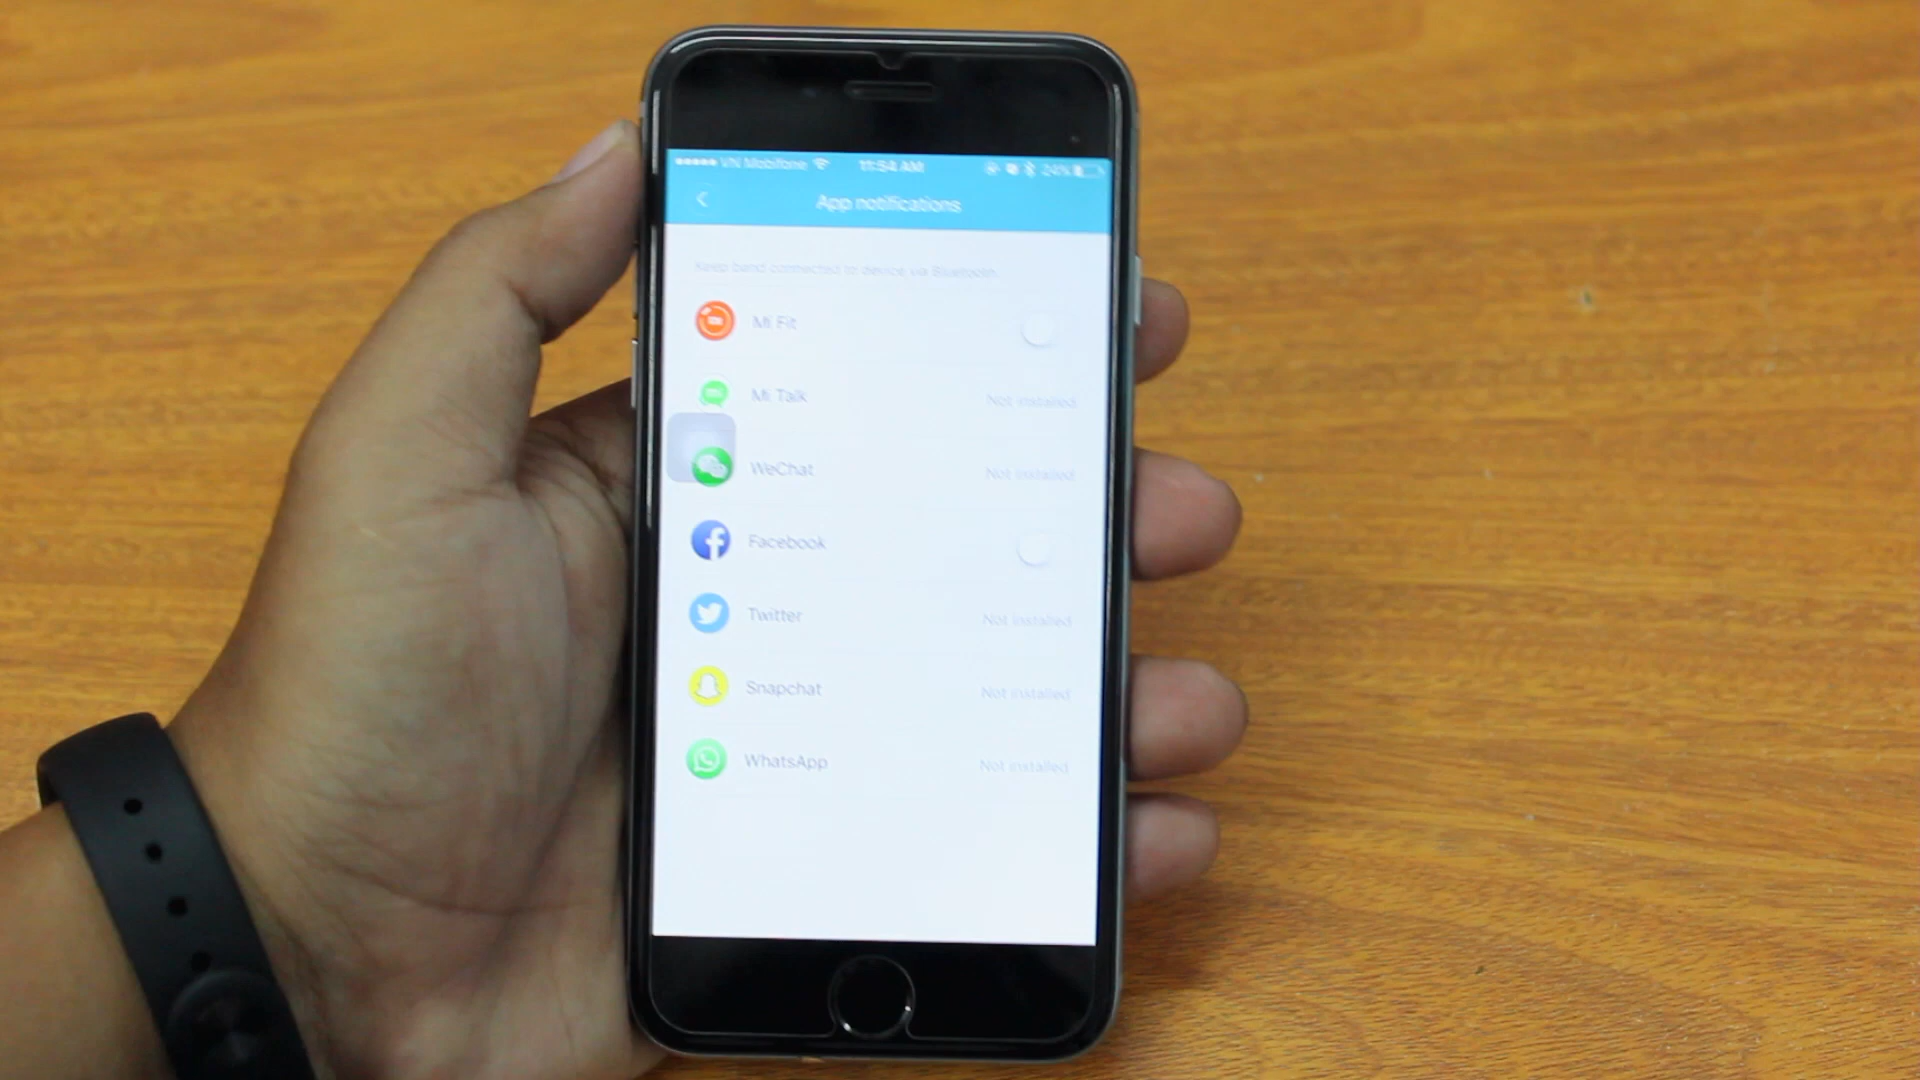 VN Mobifone 11:54 AM 24%
App notifications
Keep band connected to device via Bluetooth.
Mi Fit
Mi Talk Not installed
WeChat Not installed
Facebook
Twitter Not installed
Snapchat Not installed
WhatsApp Not installed